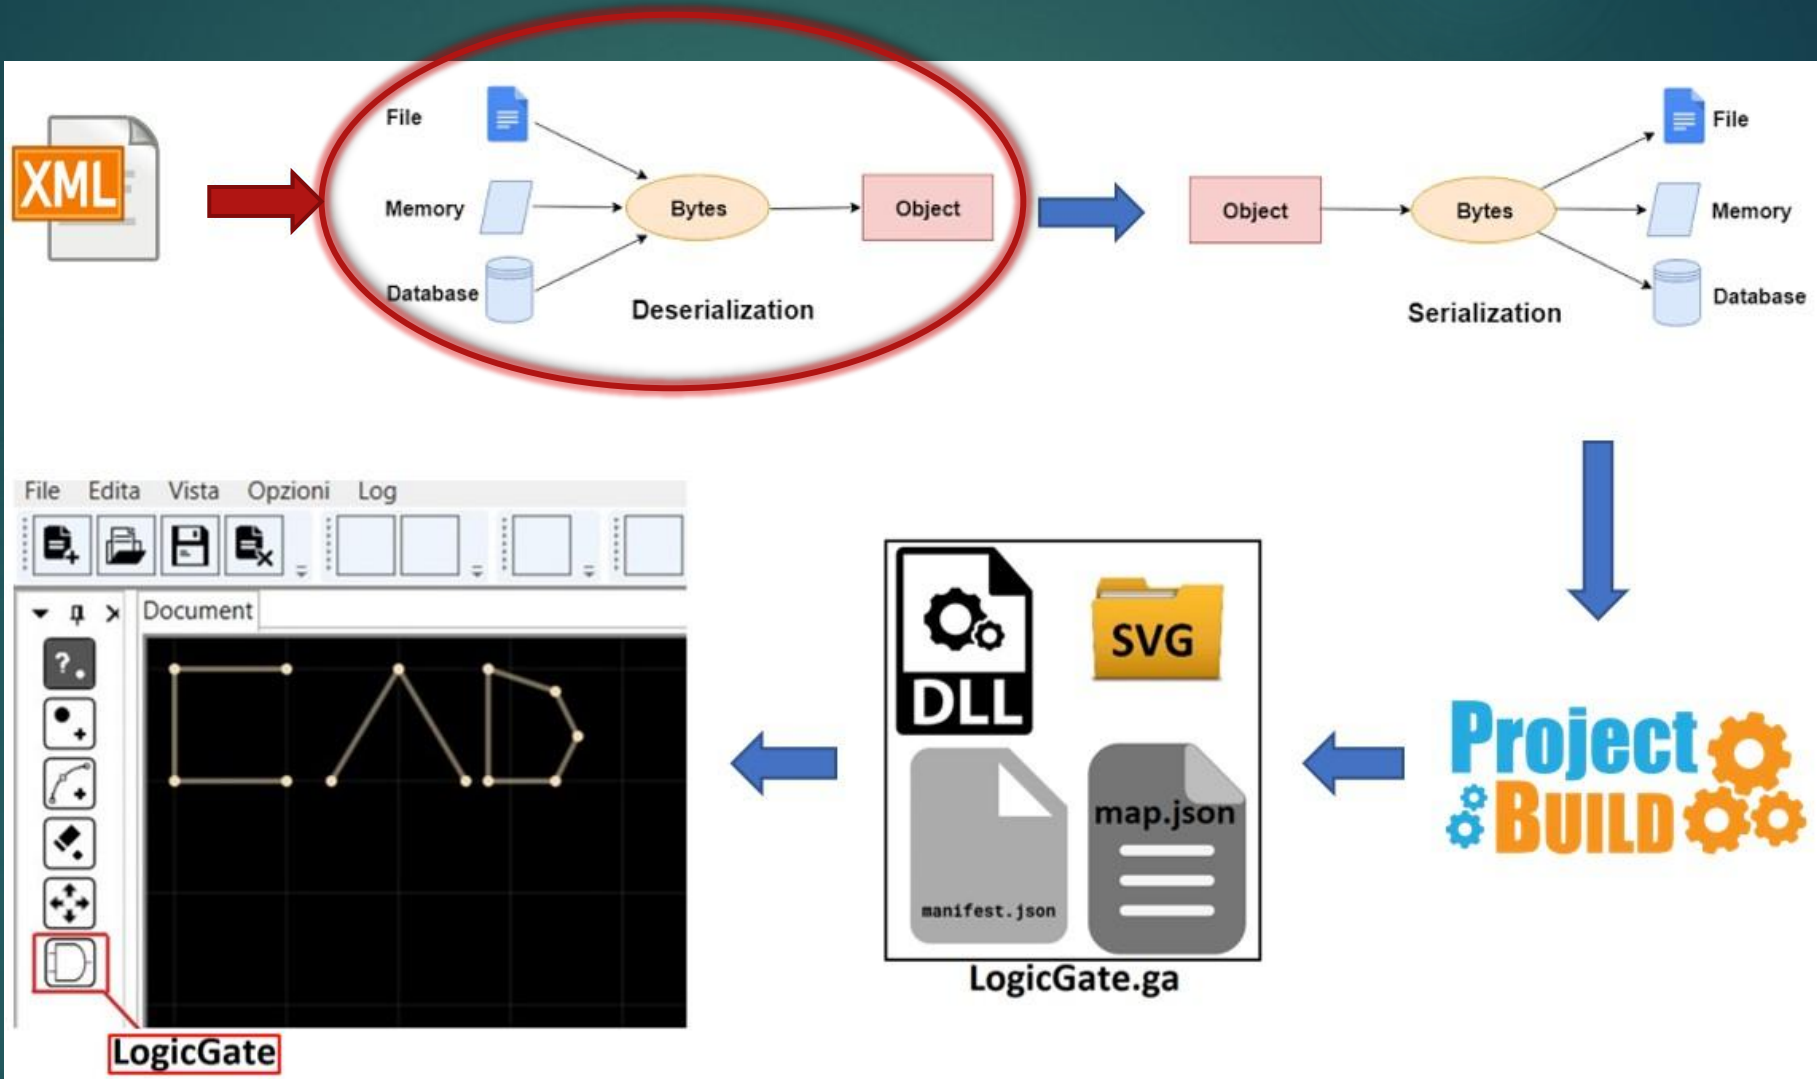 XML
File
Memory
Database
Bytes
Object
Deserialization
Object
Bytes
File
Memory
Database
Serialization
File Edita Vista Opzioni Log
Document
?
LogicGate
DLL
SVG
manifest.json
map.json
LogicGate.ga
Project
BUILD